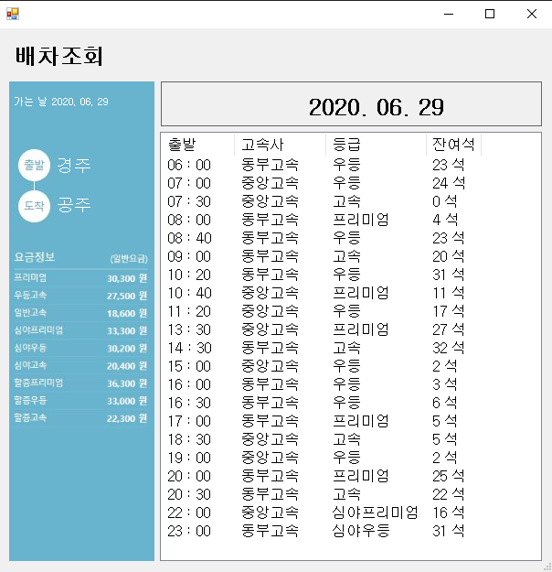 배차조회
가는 날 2020. 06. 29
출발 경주
도착 공주
요금정보 (일반요금)
프리미엄 30,300 원
우등고속 27,500 원
일반고속 18,600 원
심야프리미엄 33,300 원
심야우등 30,200 원
심야고속 20,400 원
할증프리미엄 36,300 원
할증우등 33,000 원
할증고속 22,300 원
2020. 06. 29
출발 고속사 등급 잔여석
06 : 00 동부고속 우등 23 석
07 : 00 중앙고속 우등 24 석
07 : 30 중앙고속 고속 0 석
08 : 00 동부고속 프리미엄 4 석
08 : 40 동부고속 우등 23 석
09 : 00 동부고속 고속 20 석
10 : 20 동부고속 우등 31 석
10 : 40 중앙고속 프리미엄 11 석
11 : 20 중앙고속 우등 17 석
13 : 30 중앙고속 프리미엄 27 석
14 : 30 동부고속 고속 32 석
15 : 00 중앙고속 우등 2 석
16 : 00 동부고속 우등 3 석
16 : 30 동부고속 우등 6 석
17 : 00 동부고속 프리미엄 5 석
18 : 30 중앙고속 고속 5 석
19 : 00 중앙고속 우등 2 석
20 : 00 동부고속 프리미엄 25 석
20 : 30 동부고속 고속 22 석
22 : 00 중앙고속 심야프리미엄 16 석
23 : 00 동부고속 심야우등 31 석